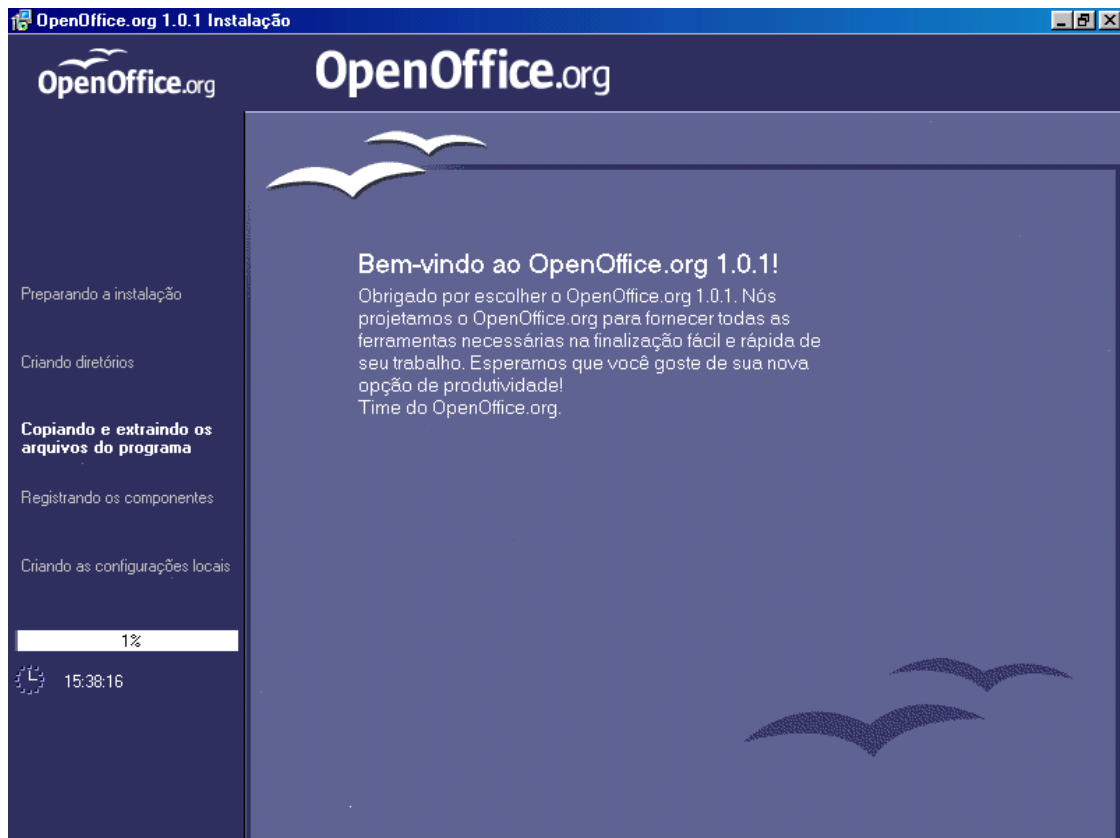 OpenOffice.org 1.0.1 Instalação
OpenOffice.org
OpenOffice.org
Preparando a instalação
Criando diretórios
Copiando e extraindo os
arquivos do programa
Registrando os componentes
Criando as configurações locais
1%
15:38:16
Bem-vindo ao OpenOffice.org 1.0.1!
Obrigado por escolher o OpenOffice.org 1.0.1. Nós
projetamos o OpenOffice.org para fornecer todas as
ferramentas necessárias na finalização fácil e rápida de
seu trabalho. Esperamos que você goste de sua nova
opção de produtividade!
Time do OpenOffice.org.